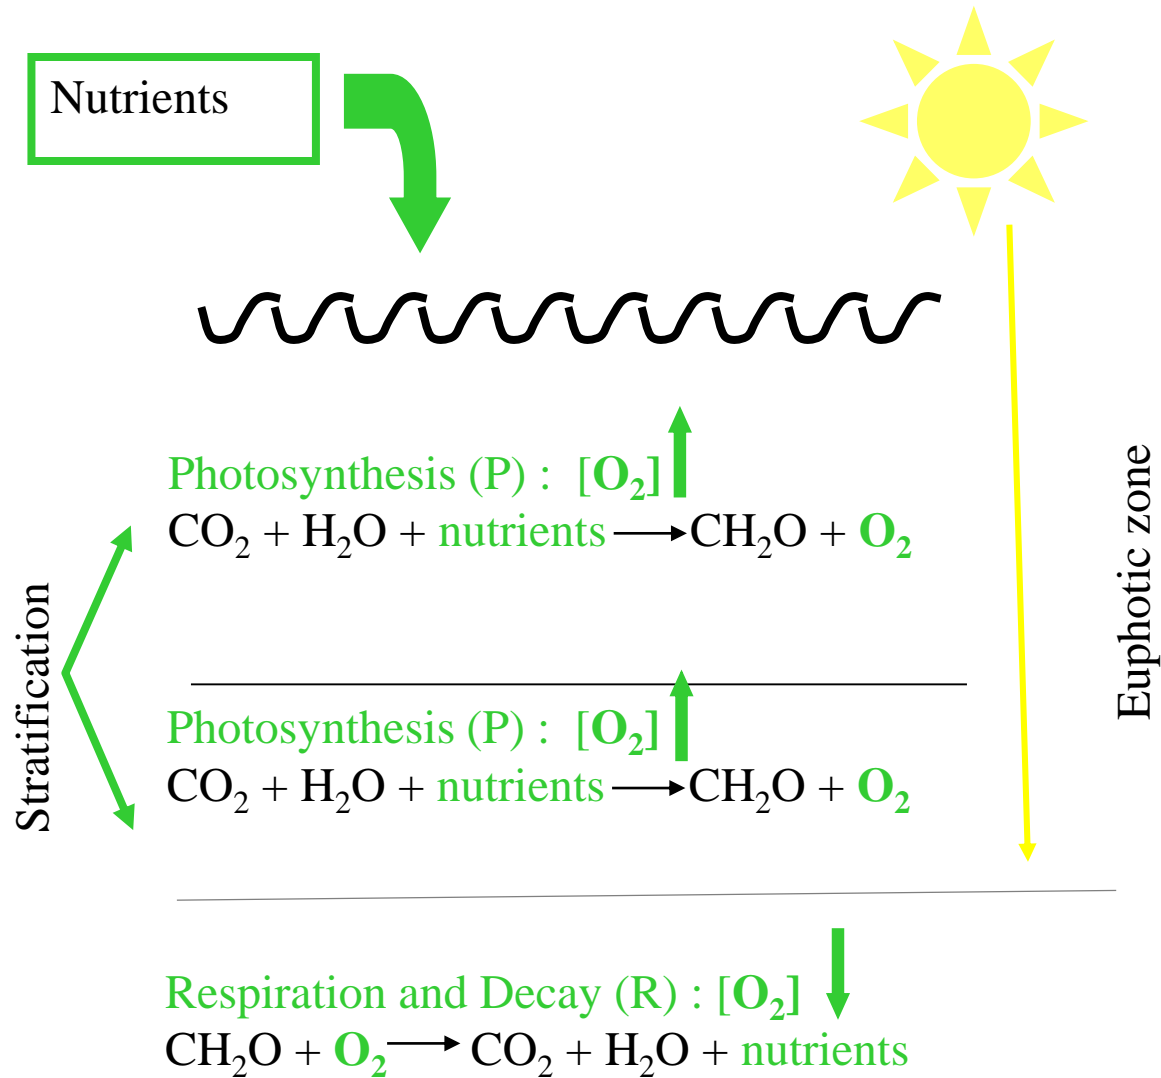 Nutrients
Photosynthesis (P) : [O₂]
CO₂ + H₂O + nutrients → CH₂O + O₂
Stratification
Euphotic zone
Photosynthesis (P) : [O₂]
CO₂ + H₂O + nutrients → CH₂O + O₂
Respiration and Decay (R) : [O₂]
CH₂O + O₂ → CO₂ + H₂O + nutrients